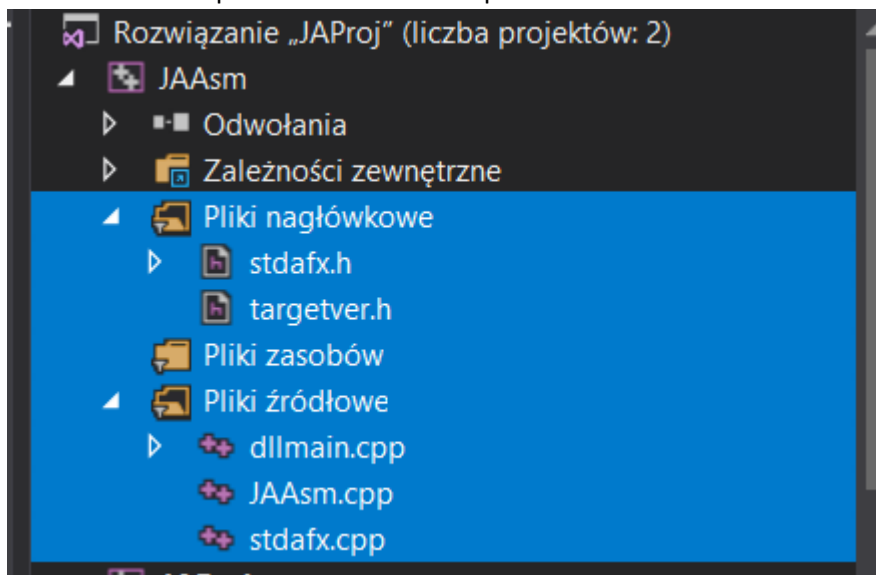 Rozwiązanie „JAProj” (liczba projektów: 2)
JAAsm
Odwołania
Zależności zewnętrzne
Pliki nagłówkowe
stdafx.h
targetver.h
Pliki zasobów
Pliki źródłowe
dllmain.cpp
JAAsm.cpp
stdafx.cpp